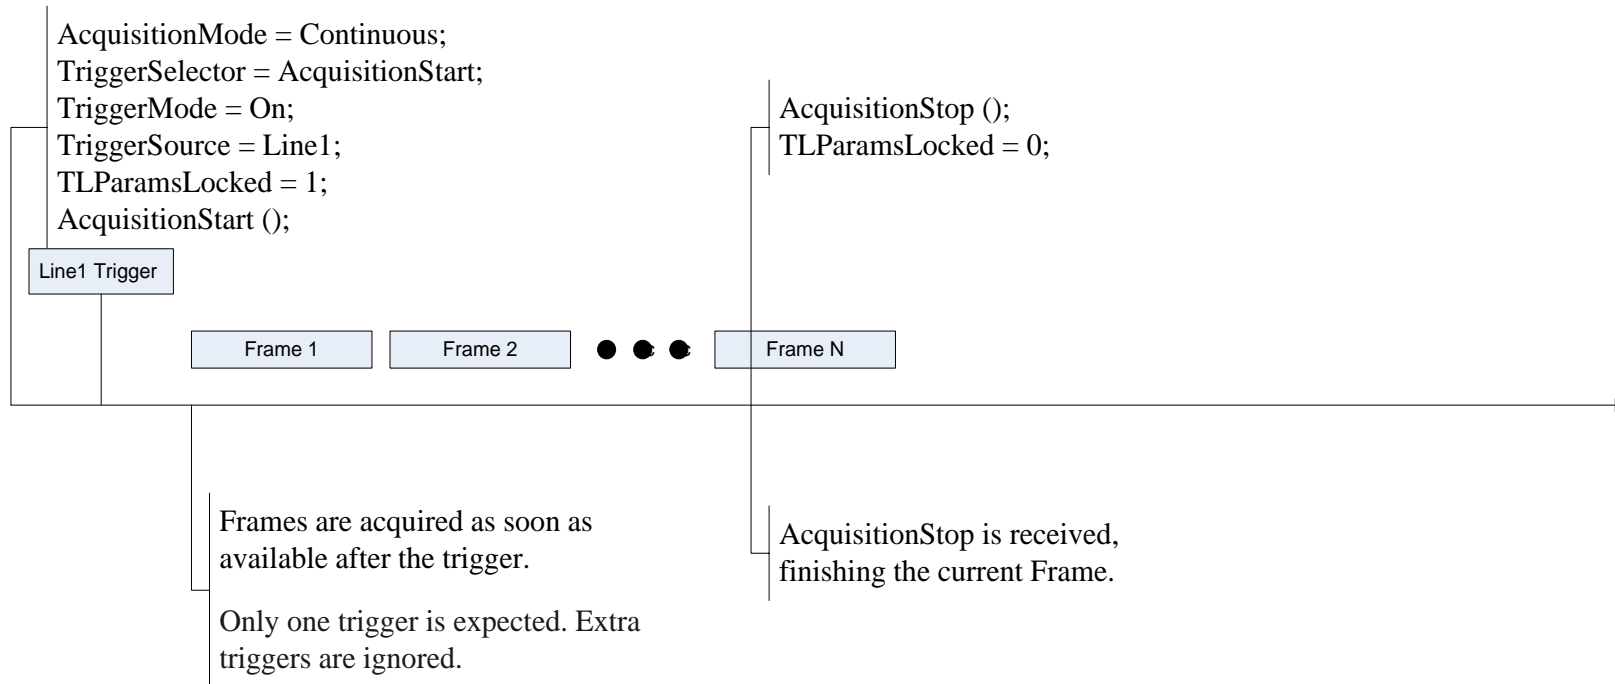 AcquisitionMode = Continuous;
TriggerSelector = AcquisitionStart;
TriggerMode = On;
TriggerSource = Line1;
TLParamsLocked = 1;
AcquisitionStart ();
AcquisitionStop ();
TLParamsLocked = 0;
Line1 Trigger
Frame 1
Frame 2
Frame N
Frames are acquired as soon as
available after the trigger.
Only one trigger is expected. Extra
triggers are ignored.
AcquisitionStop is received,
finishing the current Frame.